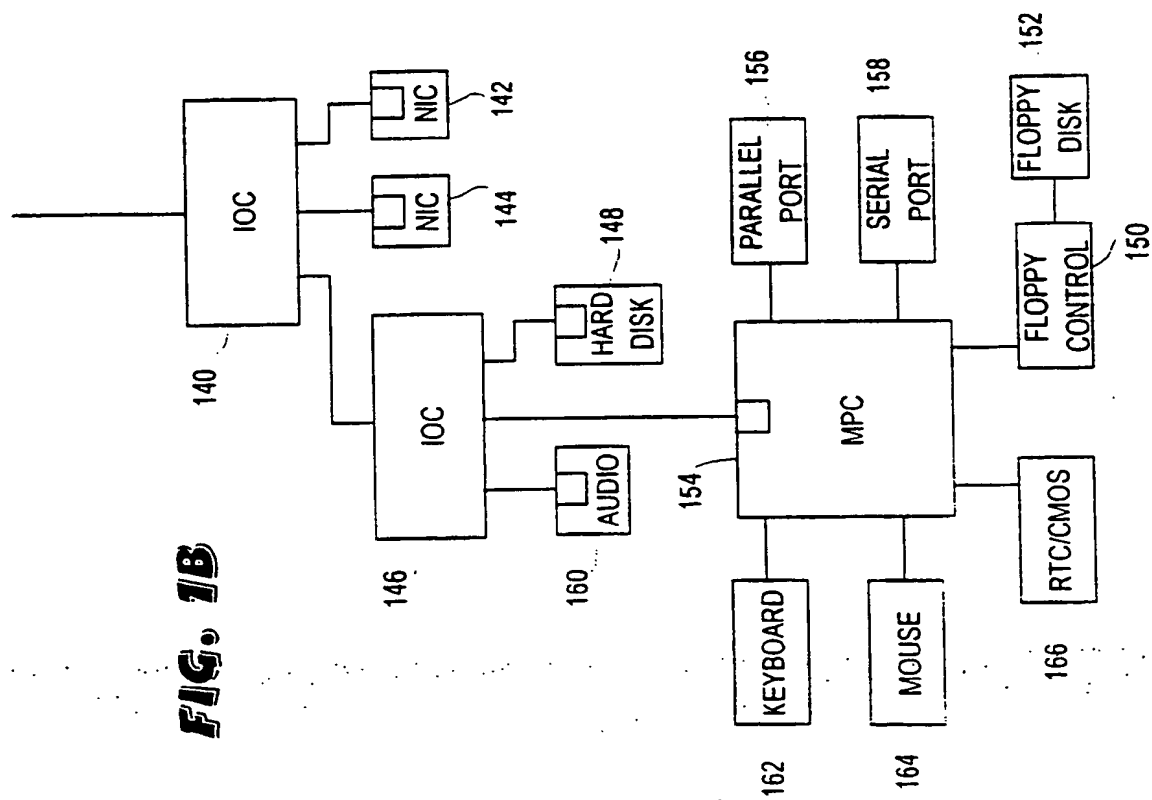 FIG. 1B
140
IOC
NIC
144
NIC
142
146
IOC
160
AUDIO
HARD
DISK
148
154
MPC
162
KEYBOARD
164
MOUSE
166
RTC/CMOS
PARALLEL
PORT
156
SERIAL
PORT
158
FLOPPY
CONTROL
150
FLOPPY
DISK
152